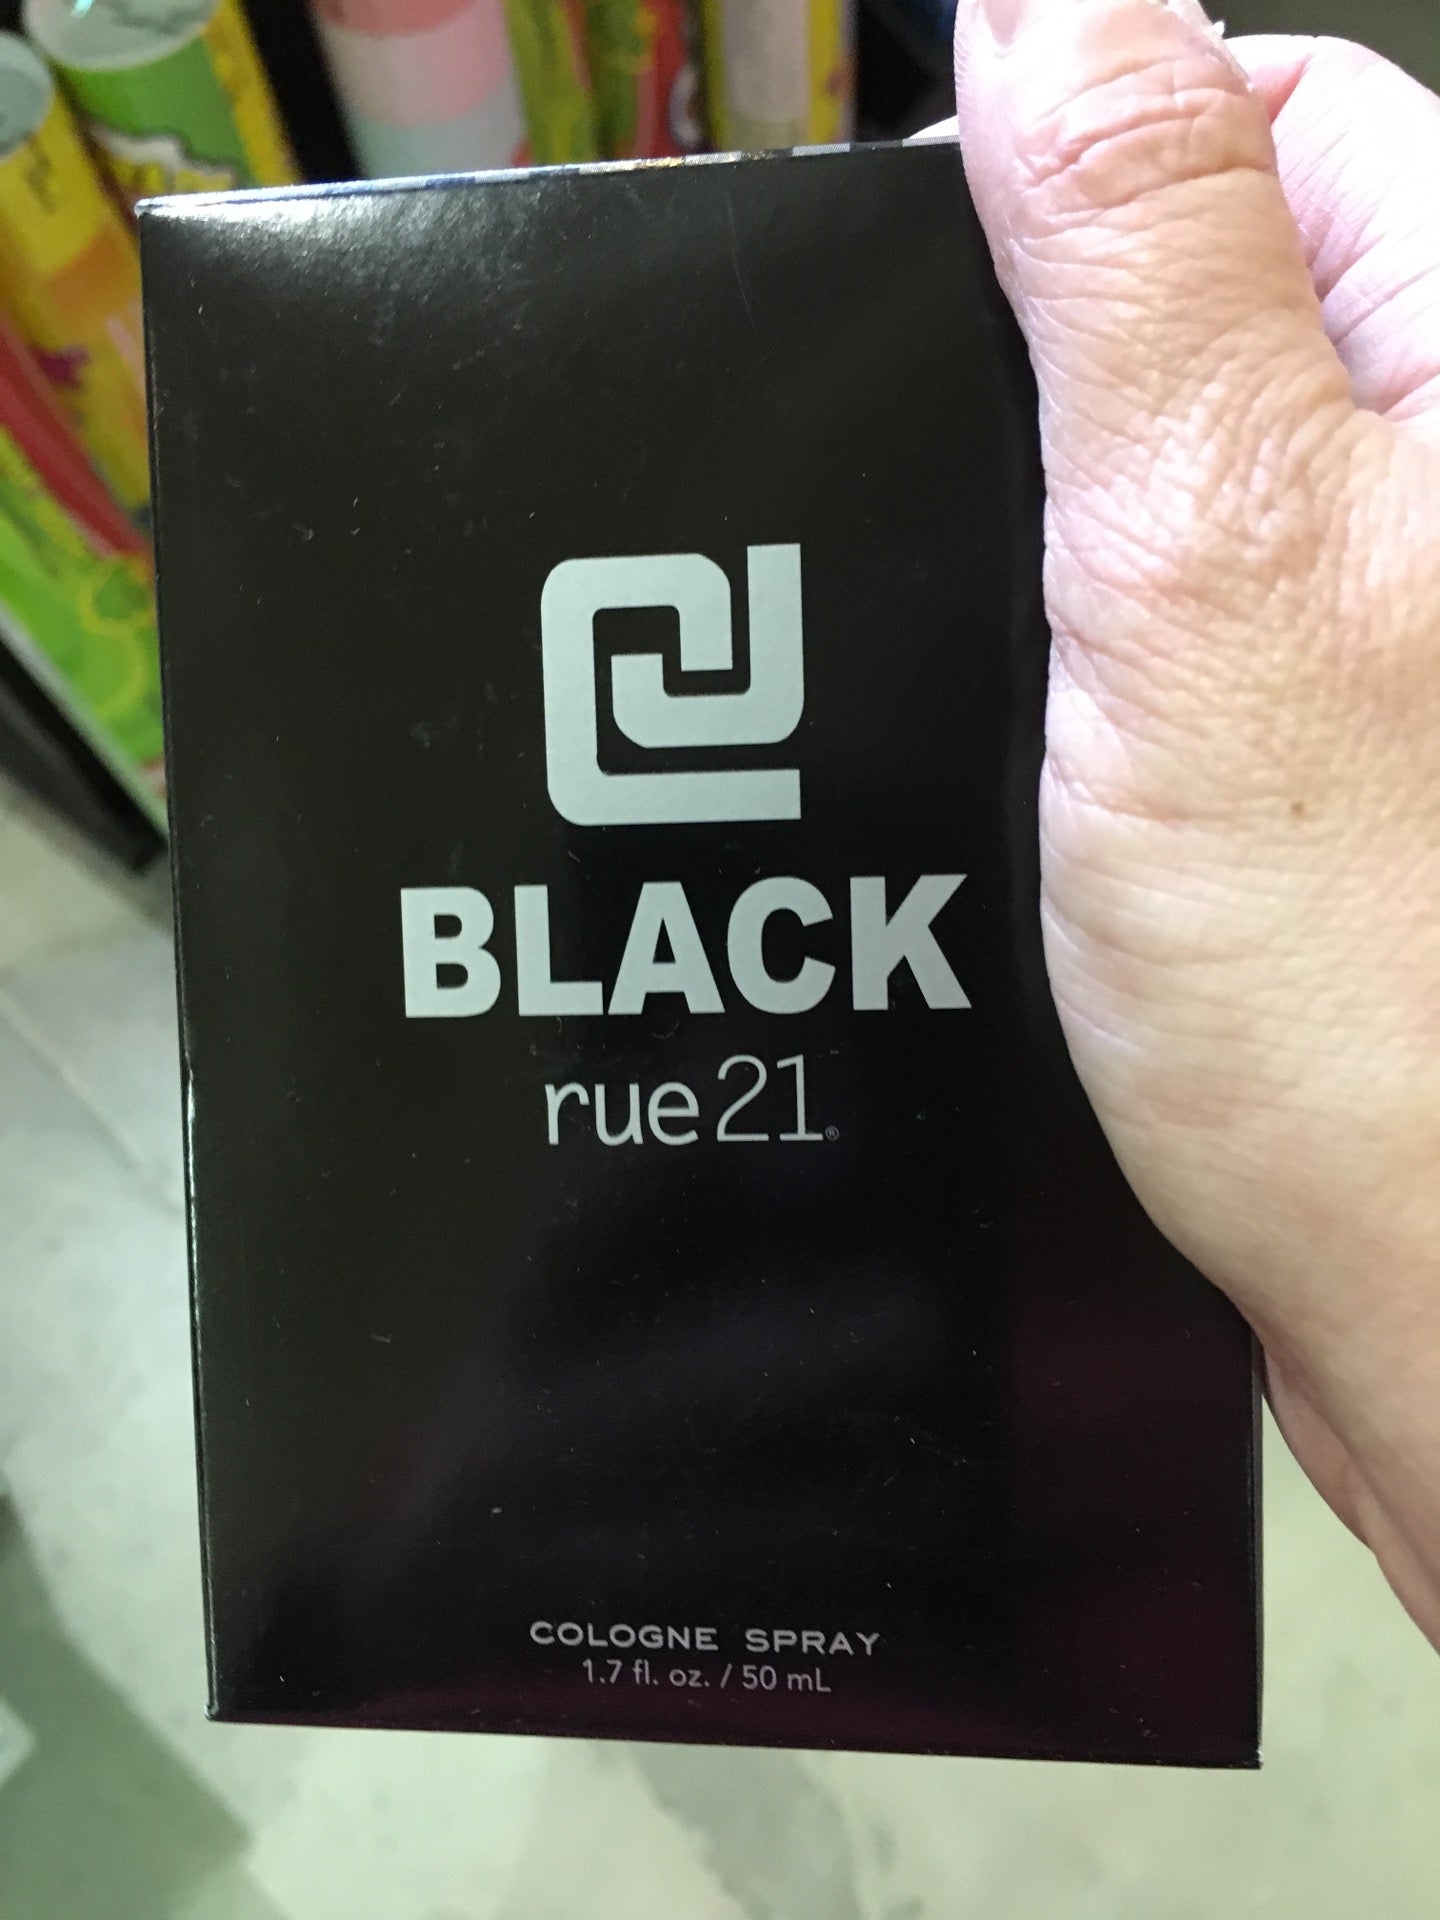 BLACK
rue21®
COLOGNE SPRAY
1.7 fl. oz. / 50 mL